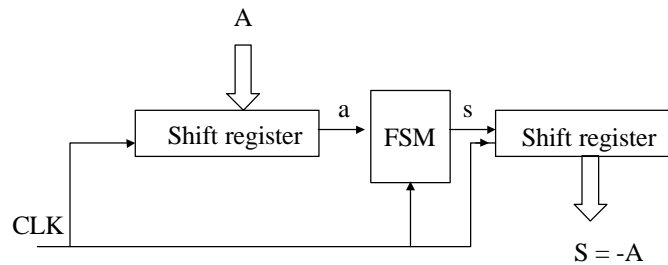 A
a
s
Shift register
FSM
Shift register
CLK
S = -A